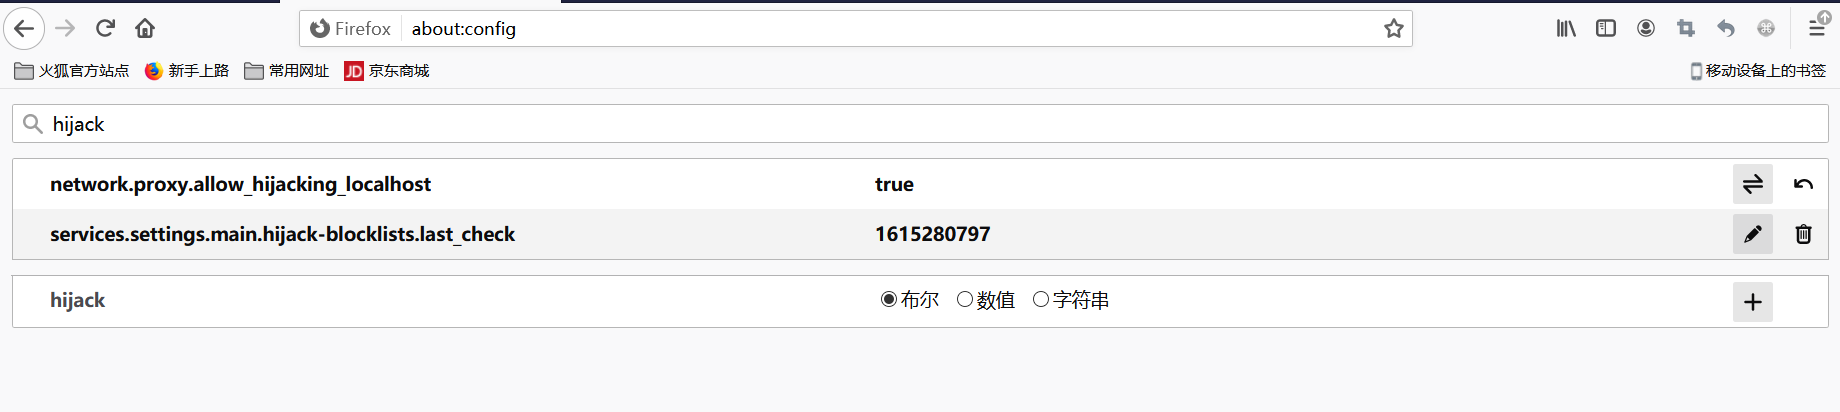 Firefox about:config
火狐官方站点 新手上路 常用网址 JD 京东商城 移动设备上的书签
hijack
network.proxy.allow_hijacking_localhost true
services.settings.main.hijack-blocklists.last_check 1615280797
hijack 布尔 数值 字符串